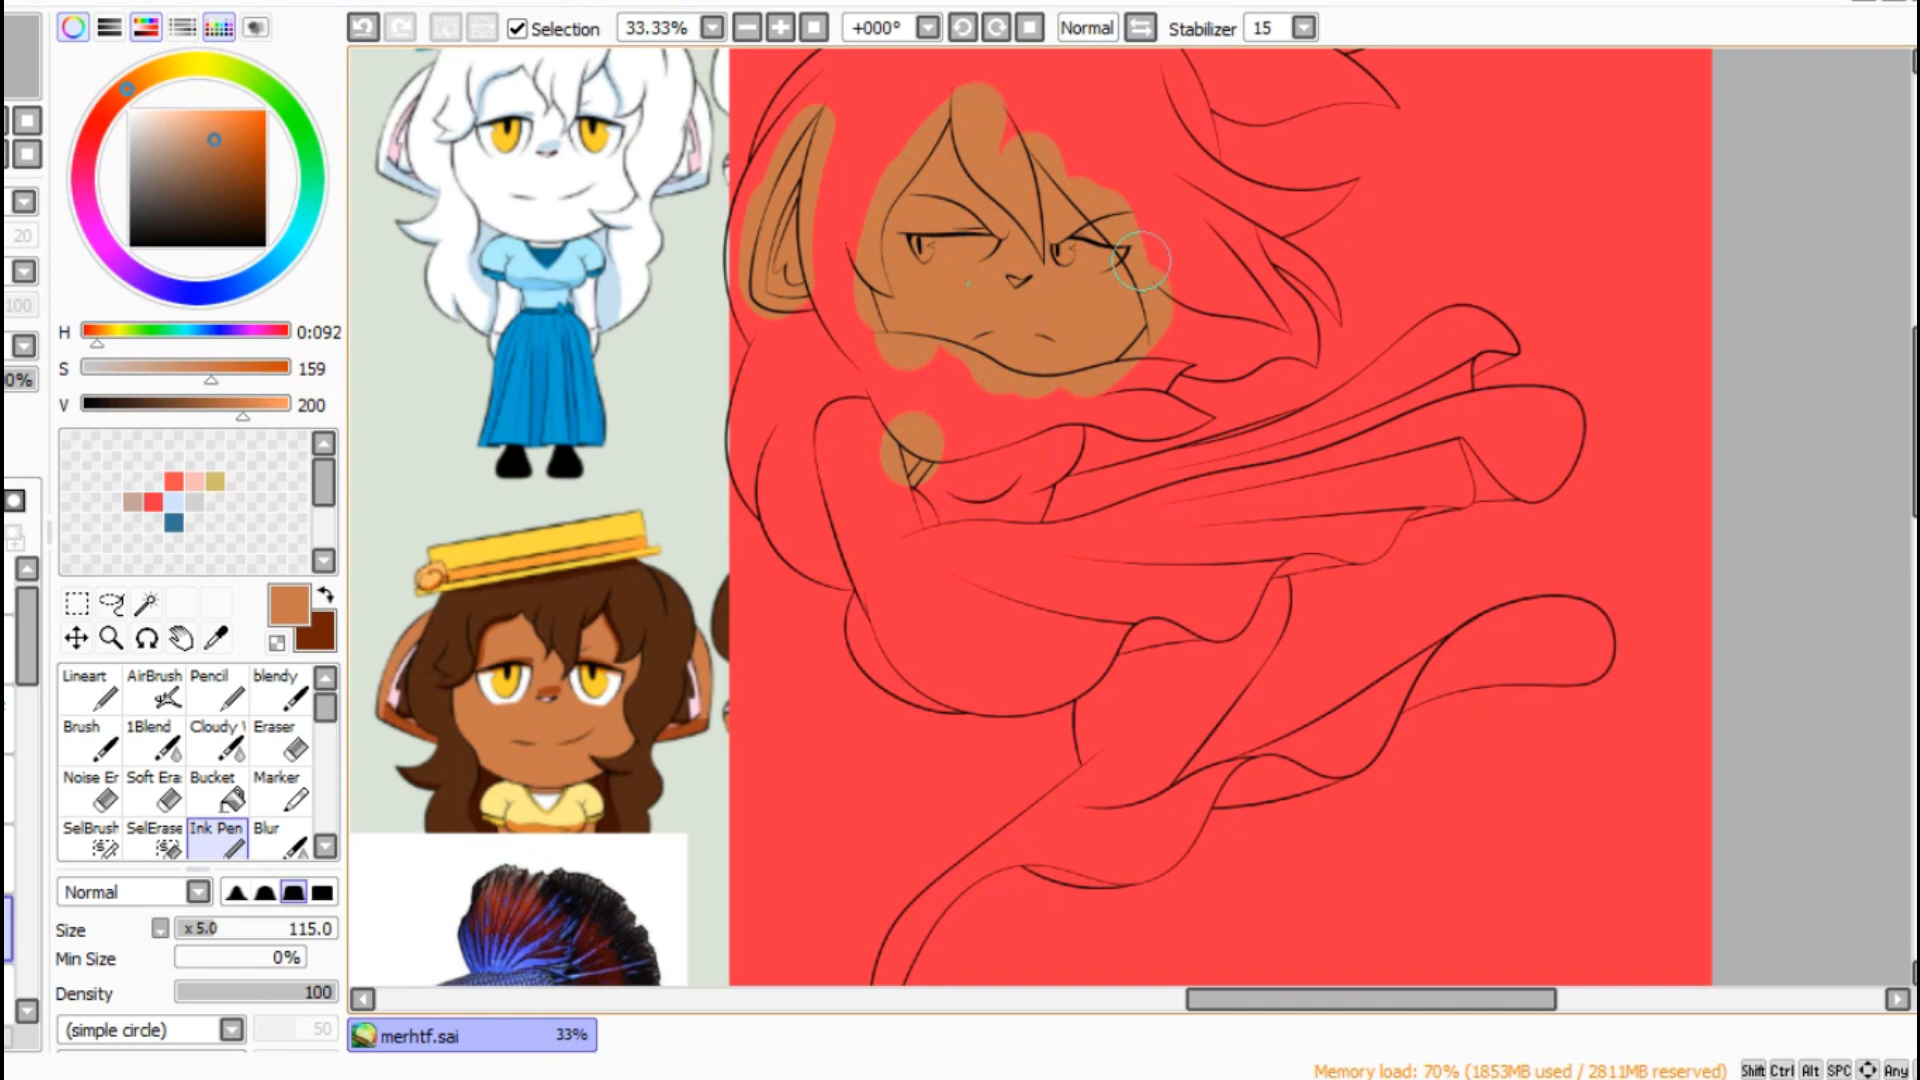 Selection 33.33% +000° Normal Stabilizer 15
20
100
0%
H 0:092
S 159
V 200
Lineart AirBrush Pencil blendy
Brush 1Blend Cloudy Eraser
Noise Er Soft Era: Bucket Marker
SelBrush SelErase Ink Pen Blur
Normal
Size x 5.0 115.0
Min Size 0%
Density 100
(simple circle) 50
merhtf.sai 33%
Memory load: 70% (1853MB used / 2811MB reserved) Shift Ctrl Alt SPC Any